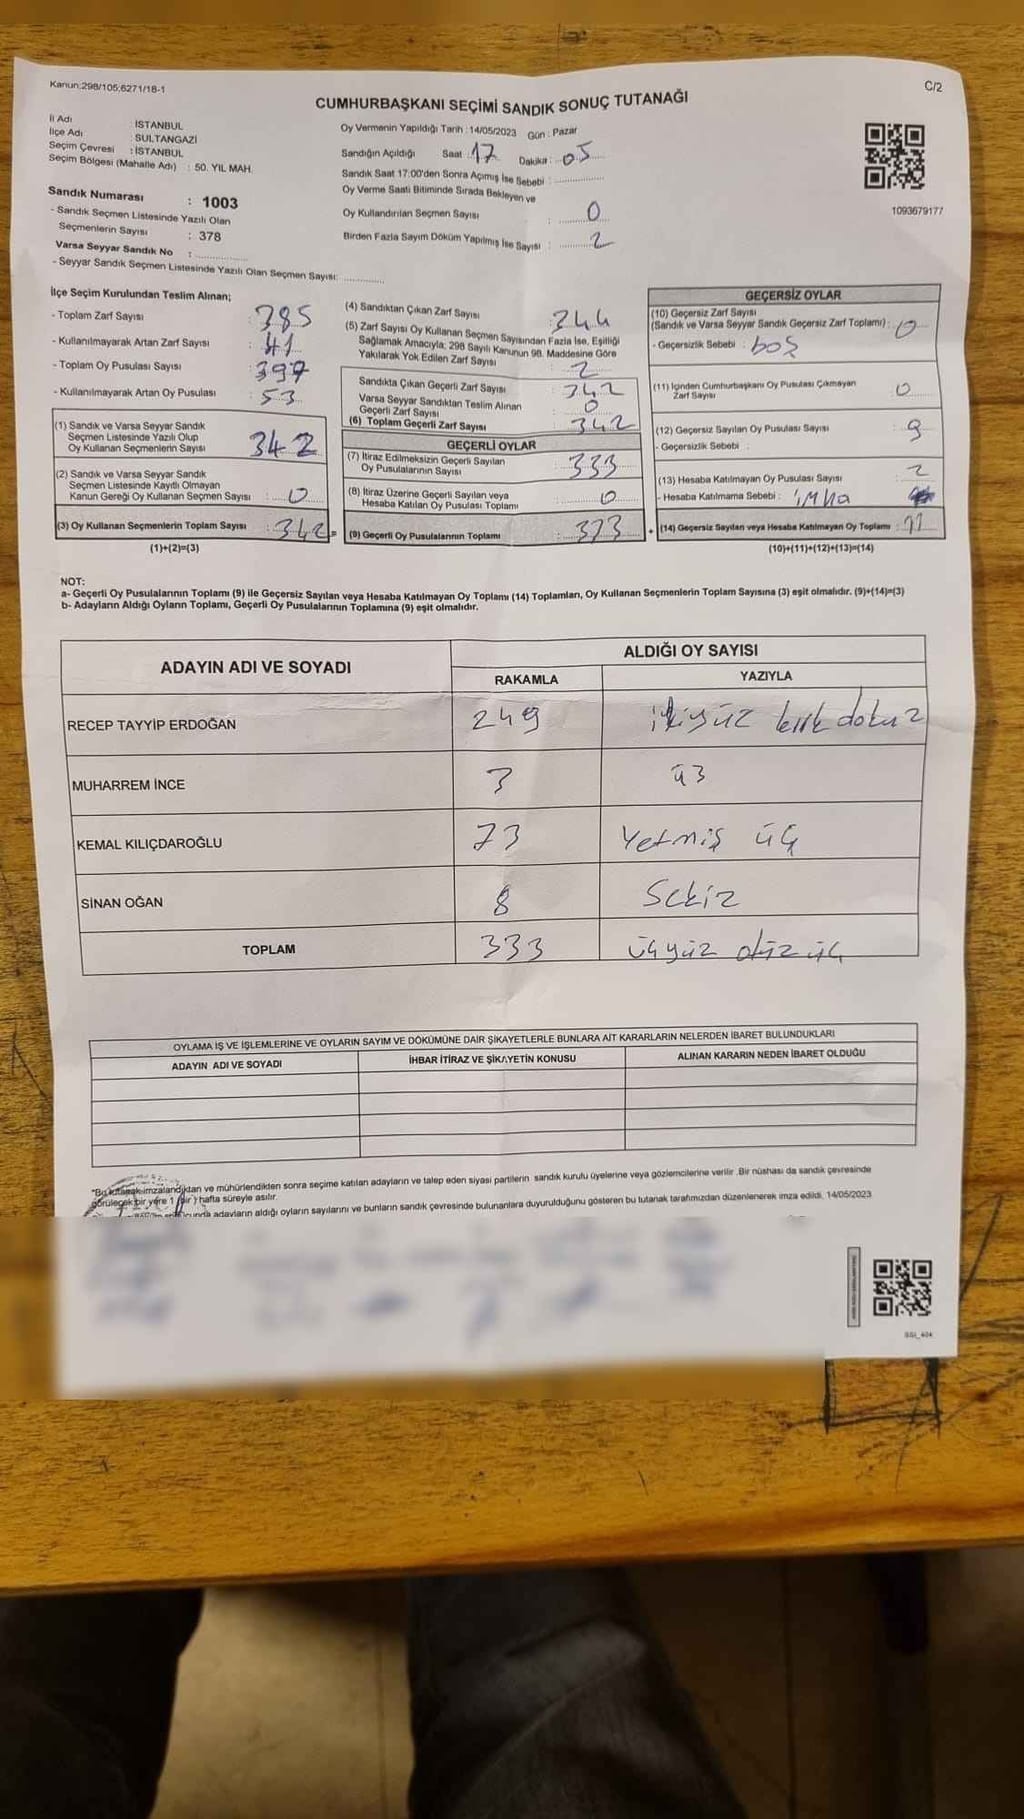 Kanun:298/105;6271/18-1
C/2
CUMHURBAŞKANI SEÇİMİ SANDIK SONUÇ TUTANAĞI
İl Adı : İSTANBUL
İlçe Adı : SULTANGAZİ
Seçim Çevresi : İSTANBUL
Seçim Bölgesi (Mahalle Adı) : 50. YIL MAH.
Sandık Numarası : 1003
- Sandık Seçmen Listesinde Yazılı Olan
Seçmenlerin Sayısı : 378
Varsa Seyyar Sandık No : ..............
- Seyyar Sandık Seçmen Listesinde Yazılı Olan Seçmen Sayısı: ............
Oy Vermenin Yapıldığı Tarih : 14/05/2023 Gün : Pazar
Sandığın Açıldığı Saat : 17 Dakika : 05
Sandık Saat 17:00'den Sonra Açımış İse Sebebi : ..............
Oy Verme Saati Bitiminde Sırada Bekleyen ve
Oy Kullandırılan Seçmen Sayısı : 0
Birden Fazla Sayım Döküm Yapılmış İse Sayısı : 2
1093679177
İlçe Seçim Kurulundan Teslim Alınan;
- Toplam Zarf Sayısı : 385
- Kullanılmayarak Artan Zarf Sayısı : 41
- Toplam Oy Pusulası Sayısı : 397
- Kullanılmayarak Artan Oy Pusulası : 53
(1) Sandık ve Varsa Seyyar Sandık
Seçmen Listesinde Yazılı Olup
Oy Kullanan Seçmenlerin Sayısı 342
(2) Sandık ve Varsa Seyyar Sandık
Seçmen Listesinde Kayıtlı Olmayan
Kanun Gereği Oy Kullanan Seçmen Sayısı : 0
(3) Oy Kullanan Seçmenlerin Toplam Sayısı : 342 =
(1)+(2)=(3)
(4) Sandıktan Çıkan Zarf Sayısı : 344
(5) Zarf Sayısı Oy Kullanan Seçmen Sayısından Fazla İse, Eşitliği
Sağlamak Amacıyla; 298 Sayılı Kanunun 98. Maddesine Göre
Yakılarak Yok Edilen Zarf Sayısı : 2
Sandıkta Çıkan Geçerli Zarf Sayısı : 342
Varsa Seyyar Sandıktan Teslim Alınan
Geçerli Zarf Sayısı : 0
(6) Toplam Geçerli Zarf Sayısı : 342
GEÇERLİ OYLAR
(7) İtiraz Edilmeksizin Geçerli Sayılan
Oy Pusulalarının Sayısı : 333
(8) İtiraz Üzerine Geçerli Sayılan veya
Hesaba Katılan Oy Pusulası Toplamı : 0
(9) Geçerli Oy Pusulalarının Toplamı : 333 +
GEÇERSİZ OYLAR
(10) Geçersiz Zarf Sayısı
(Sandık ve Varsa Seyyar Sandık Geçersiz Zarf Toplamı) : 0
- Geçersizlik Sebebi : boş
(11) İçinden Cumhurbaşkanı Oy Pusulası Çıkmayan
Zarf Sayısı : 0
(12) Geçersiz Sayılan Oy Pusulası Sayısı : 9
- Geçersizlik Sebebi :
(13) Hesaba Katılmayan Oy Pusulası Sayısı : 2
- Hesaba Katılmama Sebebi : imha
(14) Geçersiz Sayılan veya Hesaba Katılmayan Oy Toplamı : 11
(10)+(11)+(12)+(13)=(14)
NOT:
a- Geçerli Oy Pusulalarının Toplamı (9) ile Geçersiz Sayılan veya Hesaba Katılmayan Oy Toplamı (14) Toplamları, Oy Kullanan Seçmenlerin Toplam Sayısına (3) eşit olmalıdır. (9)+(14)=(3)
b- Adayların Aldığı Oyların Toplamı, Geçerli Oy Pusulalarının Toplamına (9) eşit olmalıdır.
ADAYIN ADI VE SOYADI ALDIĞI OY SAYISI
RAKAMLA YAZIYLA
RECEP TAYYİP ERDOĞAN 249 ikiyüz kırk dokuz
MUHARREM İNCE 3 ü3
KEMAL KILIÇDAROĞLU 73 Yetmiş üç
SİNAN OĞAN 8 Sekiz
TOPLAM 333 üçyüz otuz üç
OYLAMA İŞ VE İŞLEMLERİNE VE OYLARIN SAYIM VE DÖKÜMÜNE DAİR ŞİKAYETLERLE BUNLARA AİT KARARLARIN NELERDEN İBARET BULUNDUKLARI
ADAYIN ADI VE SOYADI İHBAR İTİRAZ VE ŞİKAYETİN KONUSU ALINAN KARARIN NEDEN İBARET OLDUĞU
*Bu tutanak imzalandıktan ve mühürlendikten sonra seçime katılan adayların ve talep eden siyasi partilerin sandık kurulu üyelerine veya gözlemcilerine verilir .Bir nüshası da sandık çevresinde
görülecek bir yere 1 (bir ) hafta süreyle asılır.
adayların aldığı oyların sayılarını ve bunların sandık çevresinde bulunanlara duyurulduğunu gösteren bu tutanak tarafımızdan düzenlenerek imza edildi. 14/05/2023